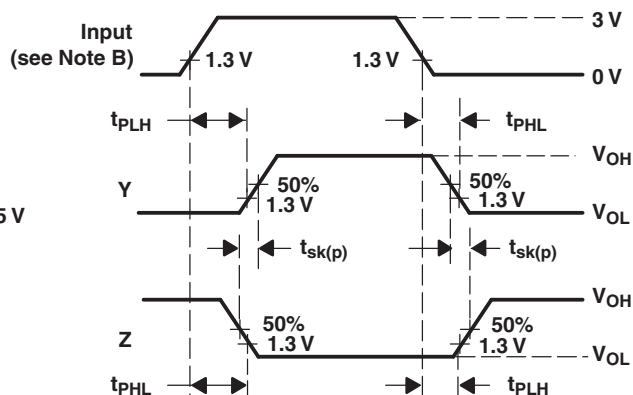 Input
(see Note B)
1.3 V
1.3 V
3 V
0 V
tPLH
tPHL
Y
50%
1.3 V
50%
1.3 V
VOH
VOL
5 V
tsk(p)
tsk(p)
Z
50%
1.3 V
50%
1.3 V
VOH
VOL
tPHL
tPLH